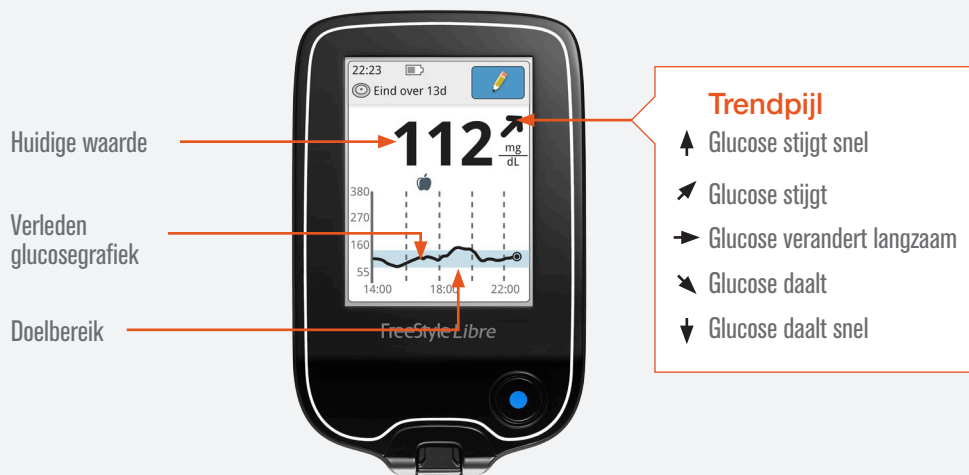 22:23
Eind over 13d
112
mg
dL
Huidige waarde
Verleden
glucosegrafiek
Doelbereik
380
270
160
55
14:00
18:00
22:00
FreeStyle Libre
Trendpijl
Glucose stijgt snel
Glucose stijgt
Glucose verandert langzaam
Glucose daalt
Glucose daalt snel